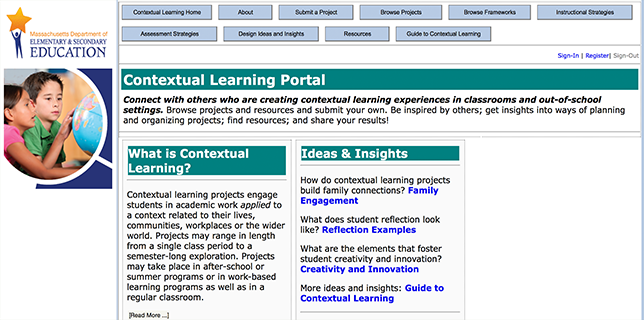 Massachusetts Department of
ELEMENTARY & SECONDARY
EDUCATION
Contextual Learning Home
About
Submit a Project
Browse Projects
Browse Frameworks
Instructional Strategies
Assessment Strategies
Design Ideas and Insights
Resources
Guide to Contextual Learning
Sign-In | Register| Sign-Out
Contextual Learning Portal
Connect with others who are creating contextual learning experiences in classrooms and out-of-school
settings. Browse projects and resources and submit your own. Be inspired by others; get insights into ways of planning
and organizing projects; find resources; and share your results!
What is Contextual
Learning?
Contextual learning projects engage
students in academic work applied to
a context related to their lives,
communities, workplaces or the wider
world. Projects may range in length
from a single class period to a
semester-long exploration. Projects
may take place in after-school or
summer programs or in work-based
learning programs as well as in a
regular classroom.
[Read More ...]
Ideas & Insights
How do contextual learning projects
build family connections? Family
Engagement
What does student reflection look
like? Reflection Examples
What are the elements that foster
student creativity and innovation?
Creativity and Innovation
More ideas and insights: Guide to
Contextual Learning